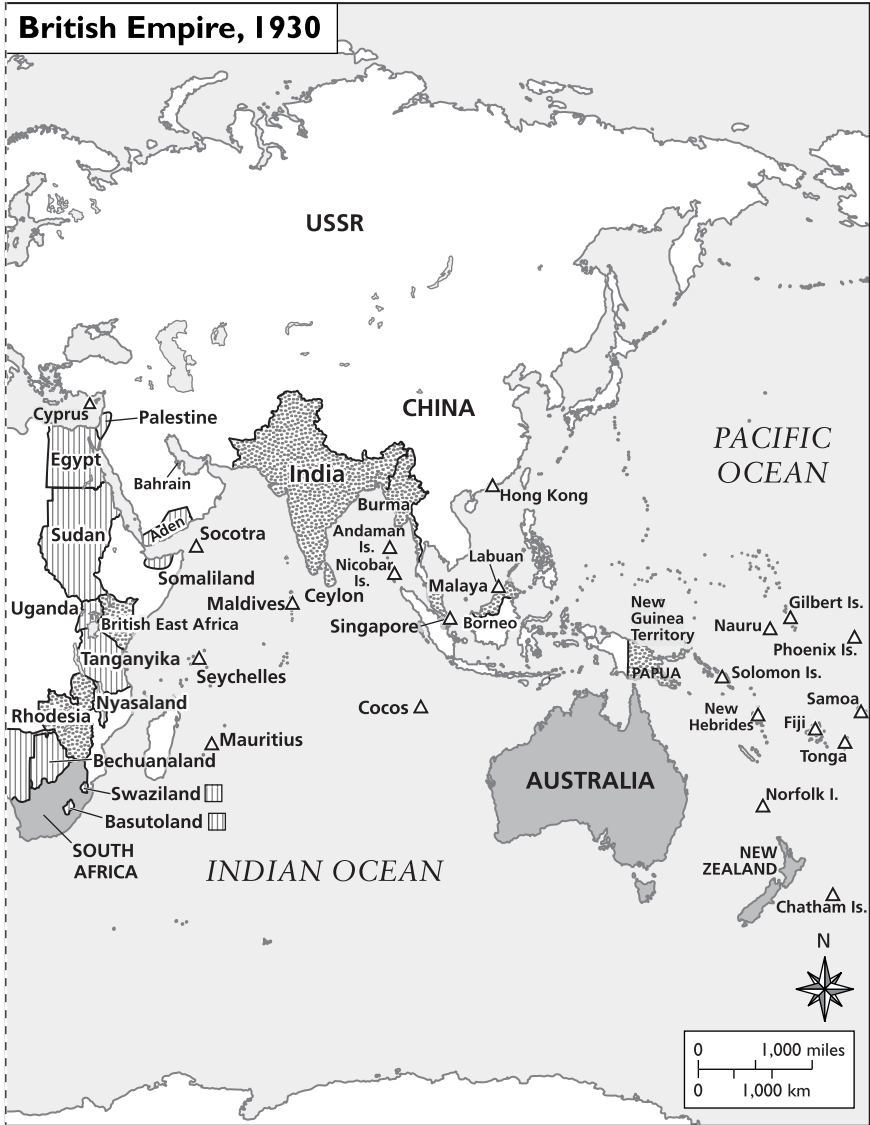 British Empire, 1930
USSR
CHINA
PACIFIC
OCEAN
Cyprus
Palestine
Egypt
Bahrain
India
Hong Kong
Burma
Aden
Socotra
Sudan
Andaman
Is.
Nicobar
Is.
Labuan
Somaliland
Malaya
Ceylon
Maldives
Uganda
British East Africa
Singapore
Borneo
New
Guinea
Territory
Gilbert Is.
Nauru
Phoenix Is.
Tanganyika
Seychelles
PAPUA
Solomon Is.
Nyasaland
Rhodesia
Cocos
New
Hebrides
Samoa
Fiji
Tonga
Mauritius
Bechuanaland
AUSTRALIA
Swaziland
Norfolk I.
Basutoland
SOUTH
AFRICA
INDIAN OCEAN
NEW
ZEALAND
Chatham Is.
N
0 1,000 miles
0 1,000 km